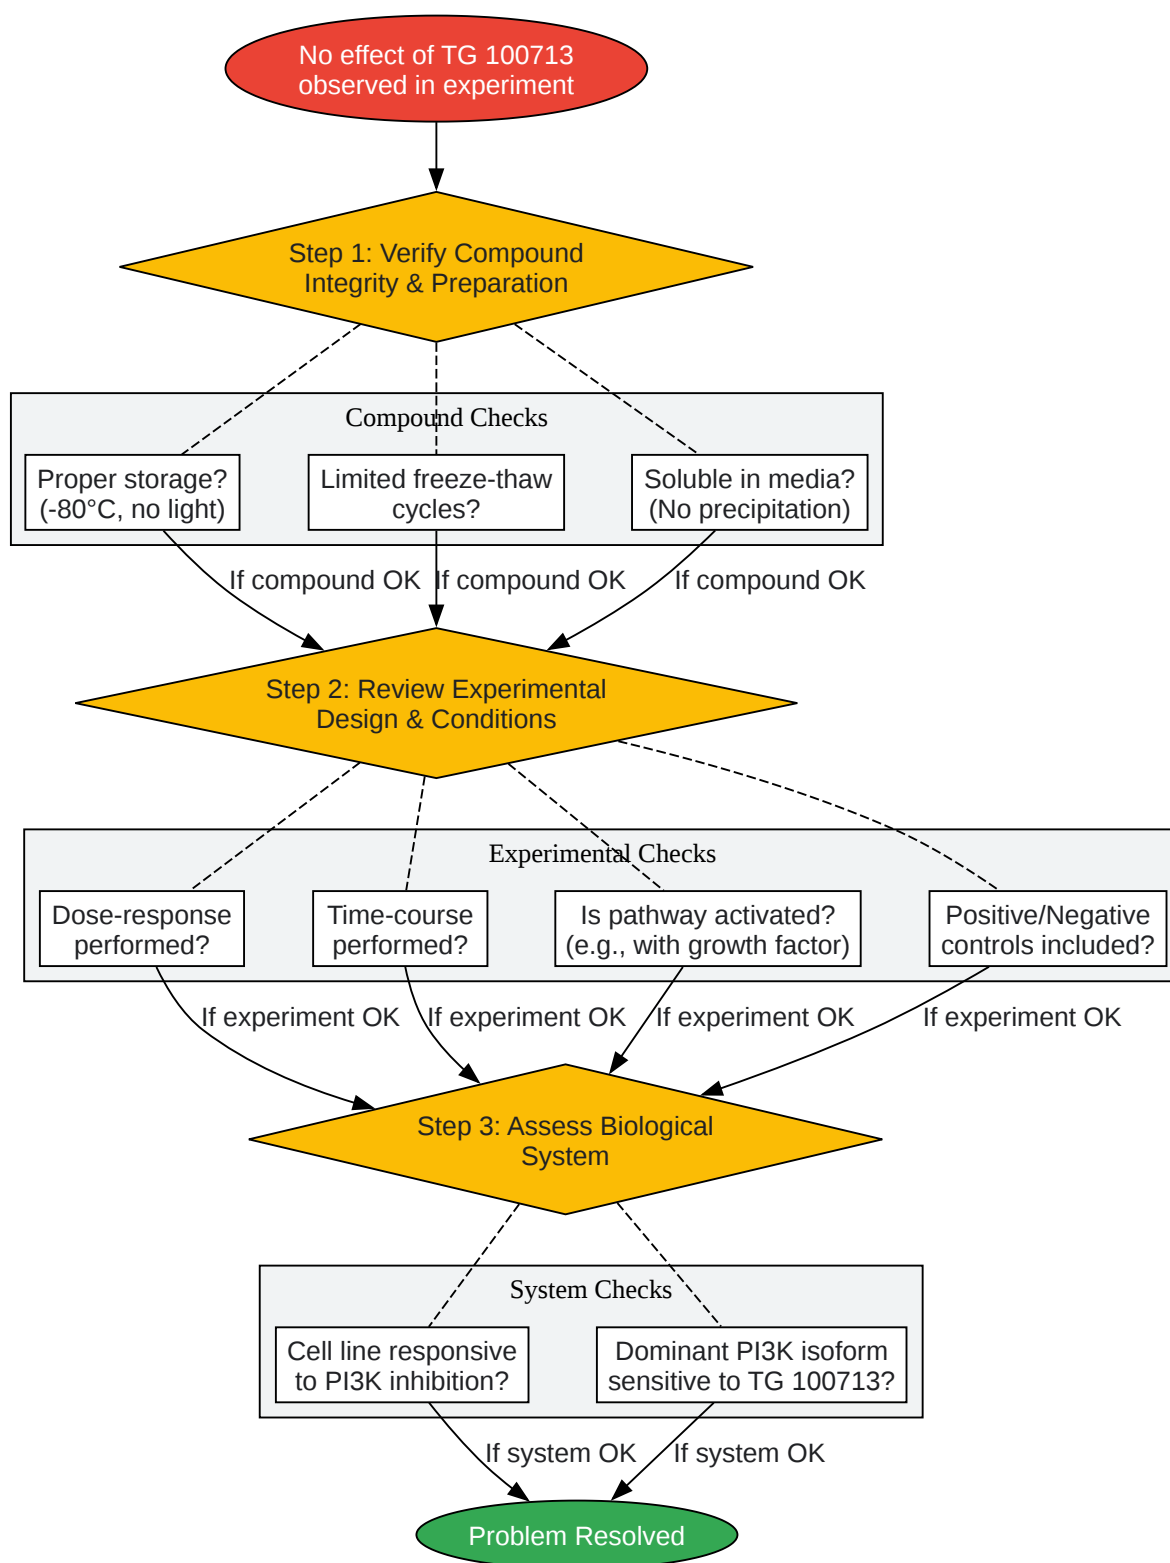 No effect of TG 100713
observed in experiment
Step 1: Verify Compound
Integrity & Preparation
Compound Checks
Proper storage?
(-80°C, no light)
Limited freeze-thaw
cycles?
Soluble in media?
(No precipitation)
If compound OK
If compound OK
If compound OK
Step 2: Review Experimental
Design & Conditions
Experimental Checks
Dose-response
performed?
Time-course
performed?
Is pathway activated?
(e.g., with growth factor)
Positive/Negative
controls included?
If experiment OK
If experiment OK
If experiment OK
If experiment OK
Step 3: Assess Biological
System
System Checks
Cell line responsive
to PI3K inhibition?
Dominant PI3K isoform
sensitive to TG 100713?
If system OK
If system OK
Problem Resolved